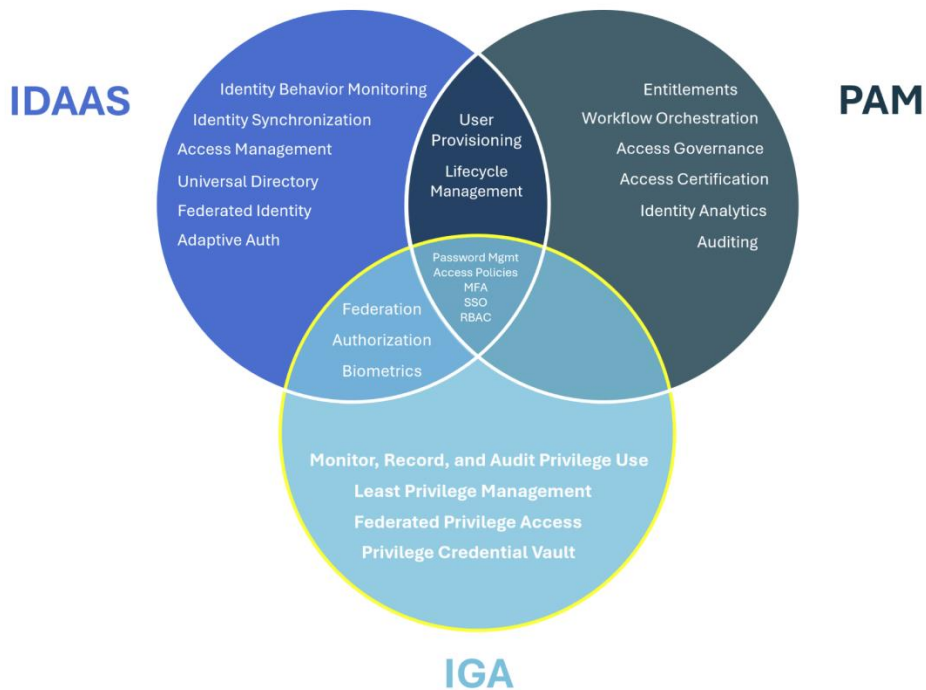 IDAAS
PAM
Identity Behavior Monitoring
Identity Synchronization
Access Management
Universal Directory
Federated Identity
Adaptive Auth
User
Provisioning
Lifecycle
Management
Entitlements
Workflow Orchestration
Access Governance
Access Certification
Identity Analytics
Auditing
Password Mgmt
Access Policies
MFA
SSO
RBAC
Federation
Authorization
Biometrics
Monitor, Record, and Audit Privilege Use
Least Privilege Management
Federated Privilege Access
Privilege Credential Vault
IGA